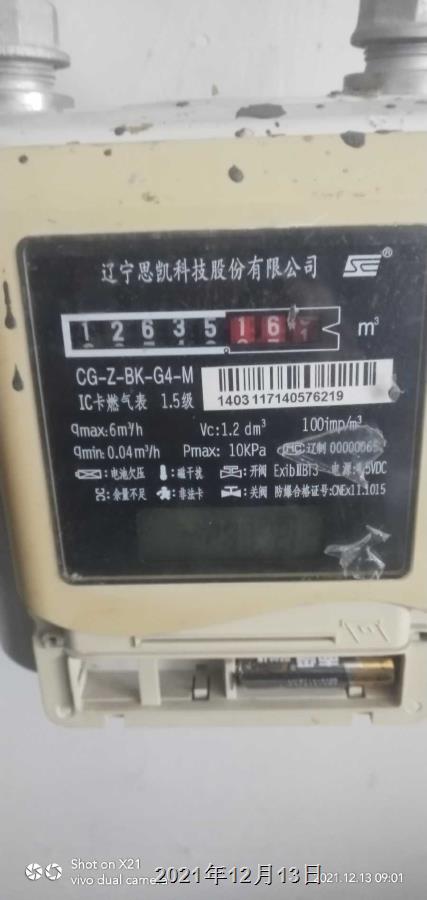 辽宁思凯科技股份有限公司
®
12635 16 m³
CG-Z-BK-G4-M
IC卡燃气表 1.5级
1403 117140576219
qmax:6m³/h Vc:1.2 dm³ 100imp/m³
qmin:0.04m³/h Pmax: 10KPa 辽制 000000
:电池欠压 :磁干扰 :开阀 ExibⅡBT3 电源: VDC
:余量不足 :非法卡 :关阀 防爆合格证号:CNEx11.1015
Shot on X21
vivo dual camera
2021年12月13日
2021.12.13 09:01